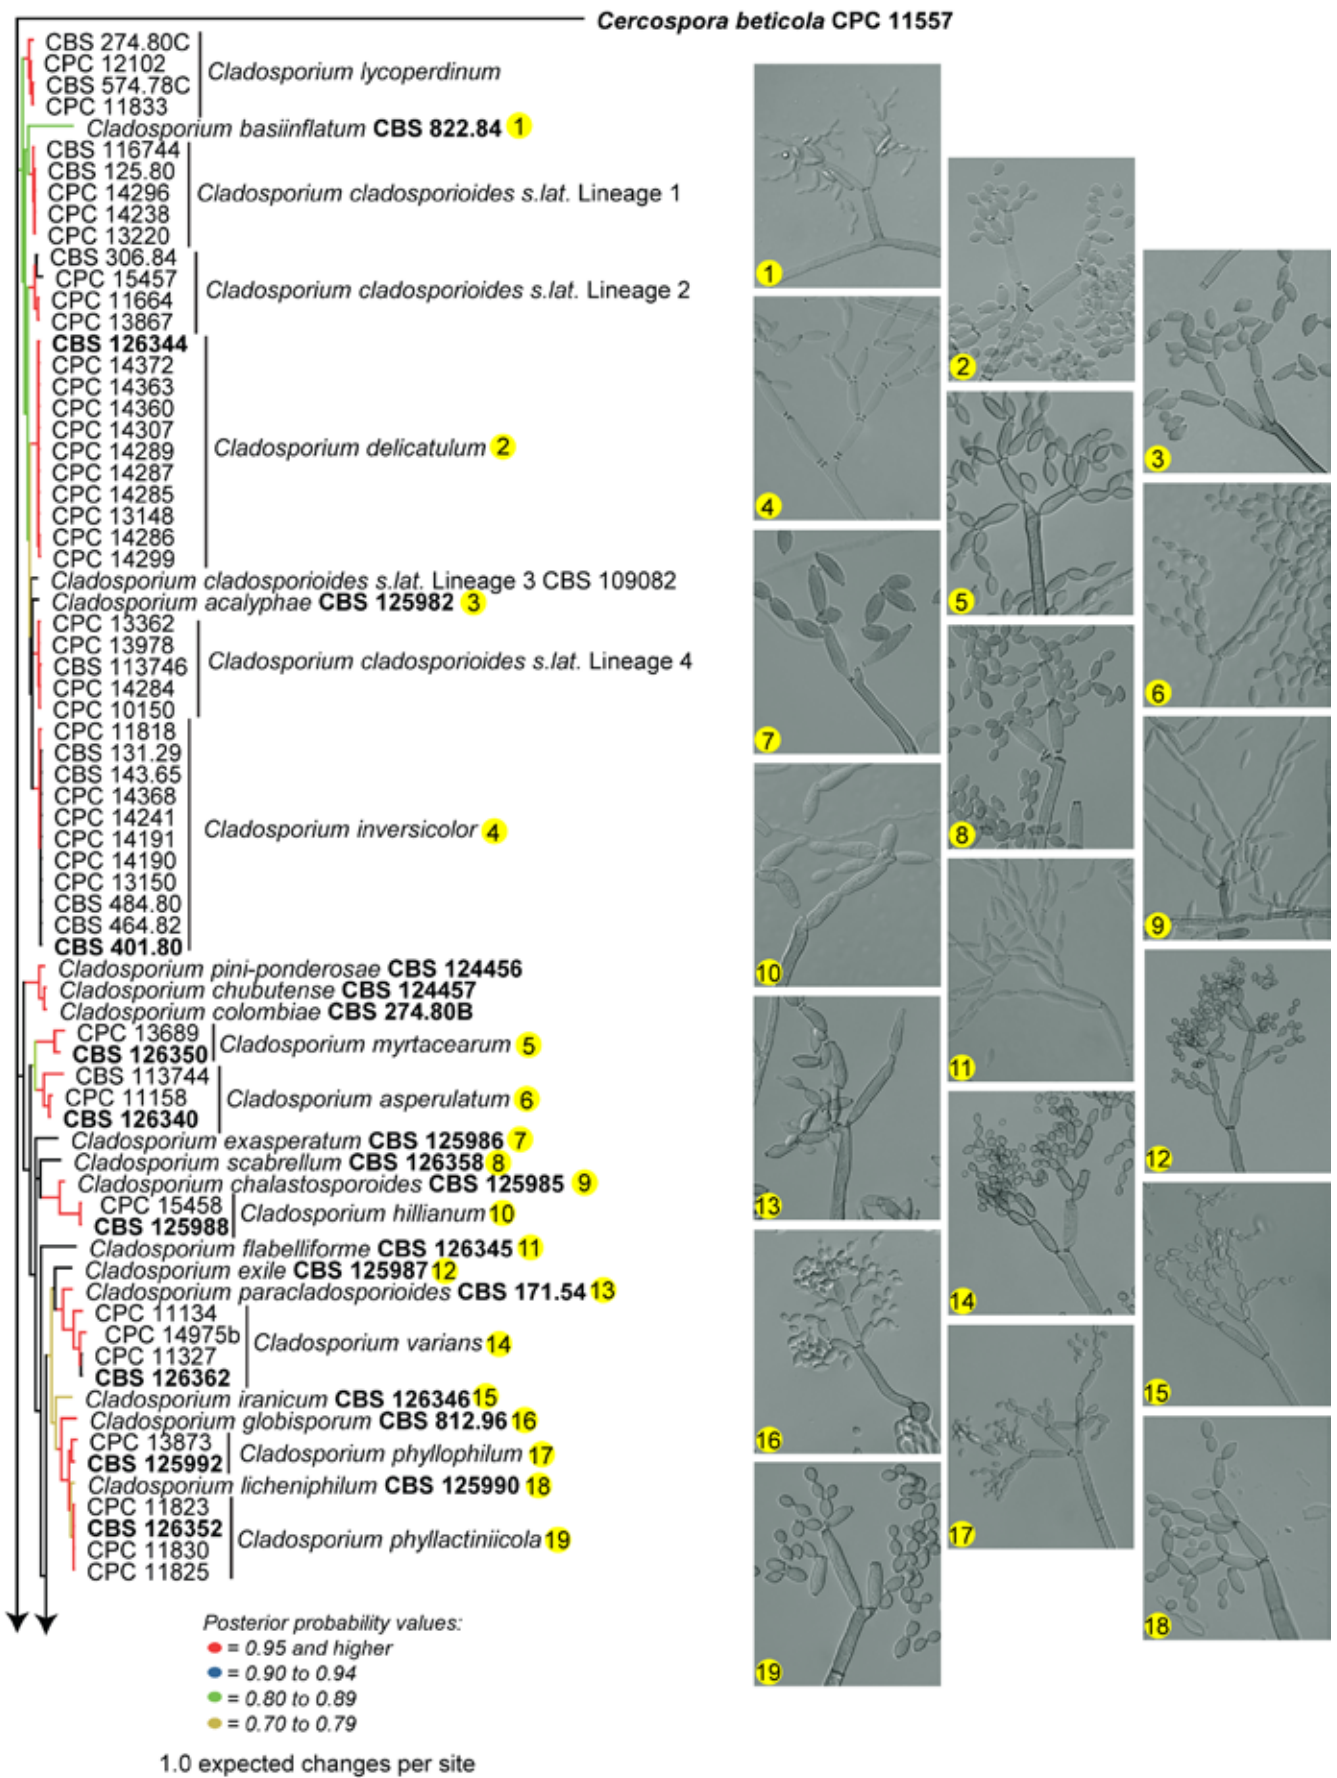 Cercospora beticola CPC 11557
CBS 274.80C
CPC 12102
CBS 574.78C
CPC 11833
Cladosporium lycoperdinum
Cladosporium basiinflatum CBS 822.84 1
CBS 116744
CBS 125.80
CPC 14296
CPC 14238
CPC 13220
Cladosporium cladosporioides s.lat. Lineage 1
CBS 306.84
CPC 15457
CPC 11664
CPC 13867
Cladosporium cladosporioides s.lat. Lineage 2
CBS 126344
CPC 14372
CPC 14363
CPC 14360
CPC 14307
CPC 14289
CPC 14287
CPC 14285
CPC 13148
CPC 14286
CPC 14299
Cladosporium delicatulum 2
Cladosporium cladosporioides s.lat. Lineage 3 CBS 109082
Cladosporium acalyphae CBS 125982 3
CPC 13362
CPC 13978
CBS 113746
CPC 14284
CPC 10150
Cladosporium cladosporioides s.lat. Lineage 4
CPC 11818
CBS 131.29
CBS 143.65
CPC 14368
CPC 14241
CPC 14191
CPC 14190
CPC 13150
CBS 484.80
CBS 464.82
CBS 401.80
Cladosporium inversicolor 4
Cladosporium pini-ponderosae CBS 124456
Cladosporium chubutense CBS 124457
Cladosporium colombiae CBS 274.80B
CPC 13689
CBS 126350
Cladosporium myrtacearum 5
CBS 113744
CPC 11158
CBS 126340
Cladosporium asperulatum 6
Cladosporium exasperatum CBS 125986 7
Cladosporium scabrellum CBS 126358 8
Cladosporium chalastosporoides CBS 125985 9
CPC 15458
CBS 125988
Cladosporium hillianum 10
Cladosporium flabelliforme CBS 126345 11
Cladosporium exile CBS 125987 12
Cladosporium paracladosporioides CBS 171.54 13
CPC 11134
CPC 14975b
CPC 11327
CBS 126362
Cladosporium varians 14
Cladosporium iranicum CBS 126346 15
Cladosporium globisporum CBS 812.96 16
CPC 13873
CBS 125992
Cladosporium phyllophilum 17
Cladosporium licheniphilum CBS 125990 18
CPC 11823
CBS 126352
CPC 11830
CPC 11825
Cladosporium phyllactiniicola 19
Posterior probability values:
= 0.95 and higher
= 0.90 to 0.94
= 0.80 to 0.89
= 0.70 to 0.79
1.0 expected changes per site
1
2
3
4
5
6
7
8
9
10
11
12
13
14
15
16
17
18
19